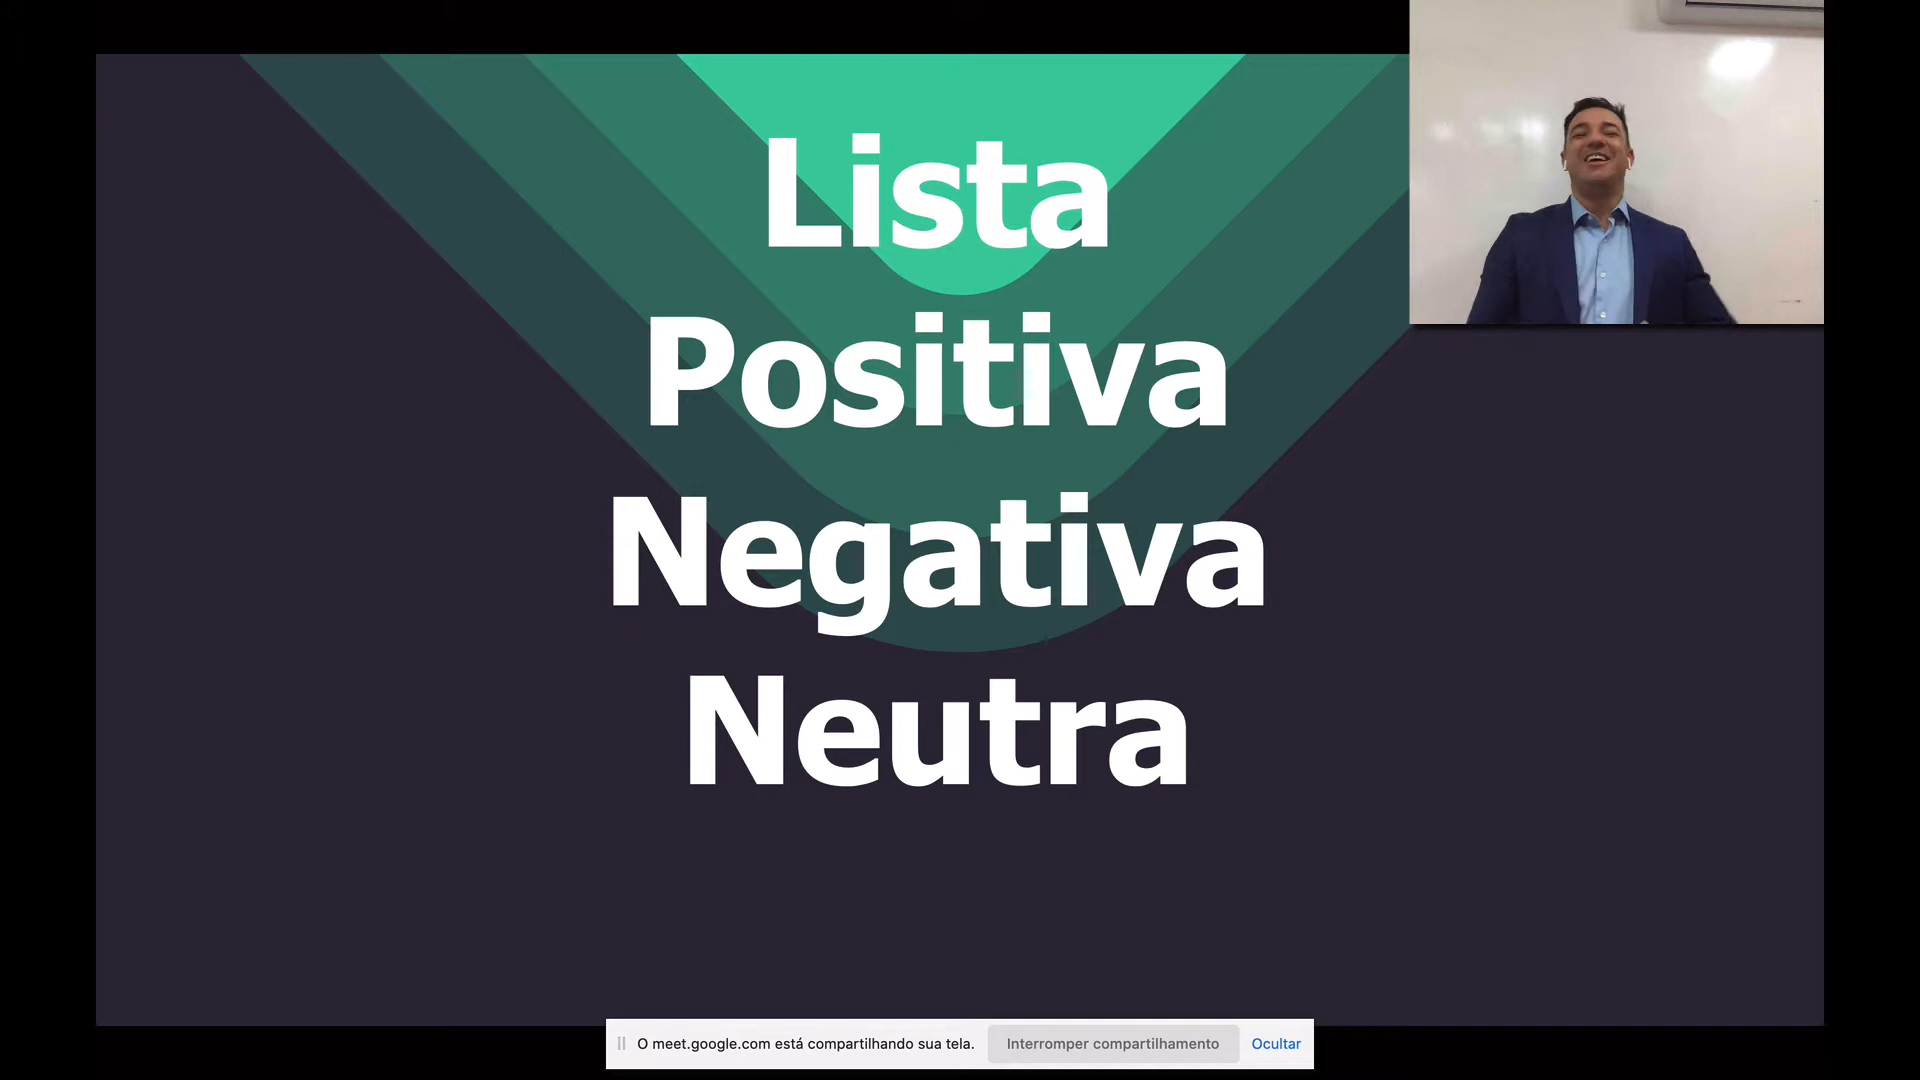 Lista
Positiva
Negativa
Neutra
O meet.google.com está compartilhando sua tela.
Interromper compartilhamento
Ocultar